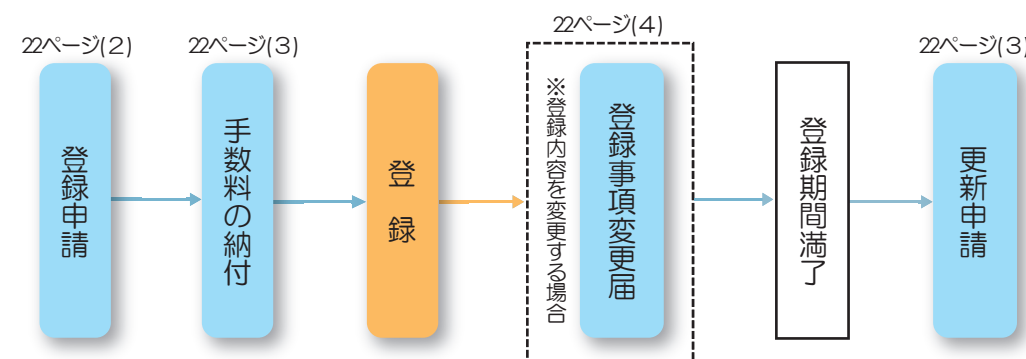 22ページ(2)
登録申請
22ページ(3)
手数料の納付
登録
22ページ(4)
※登録内容を変更する場合
登録事項変更届
登録期間満了
22ページ(3)
更新申請